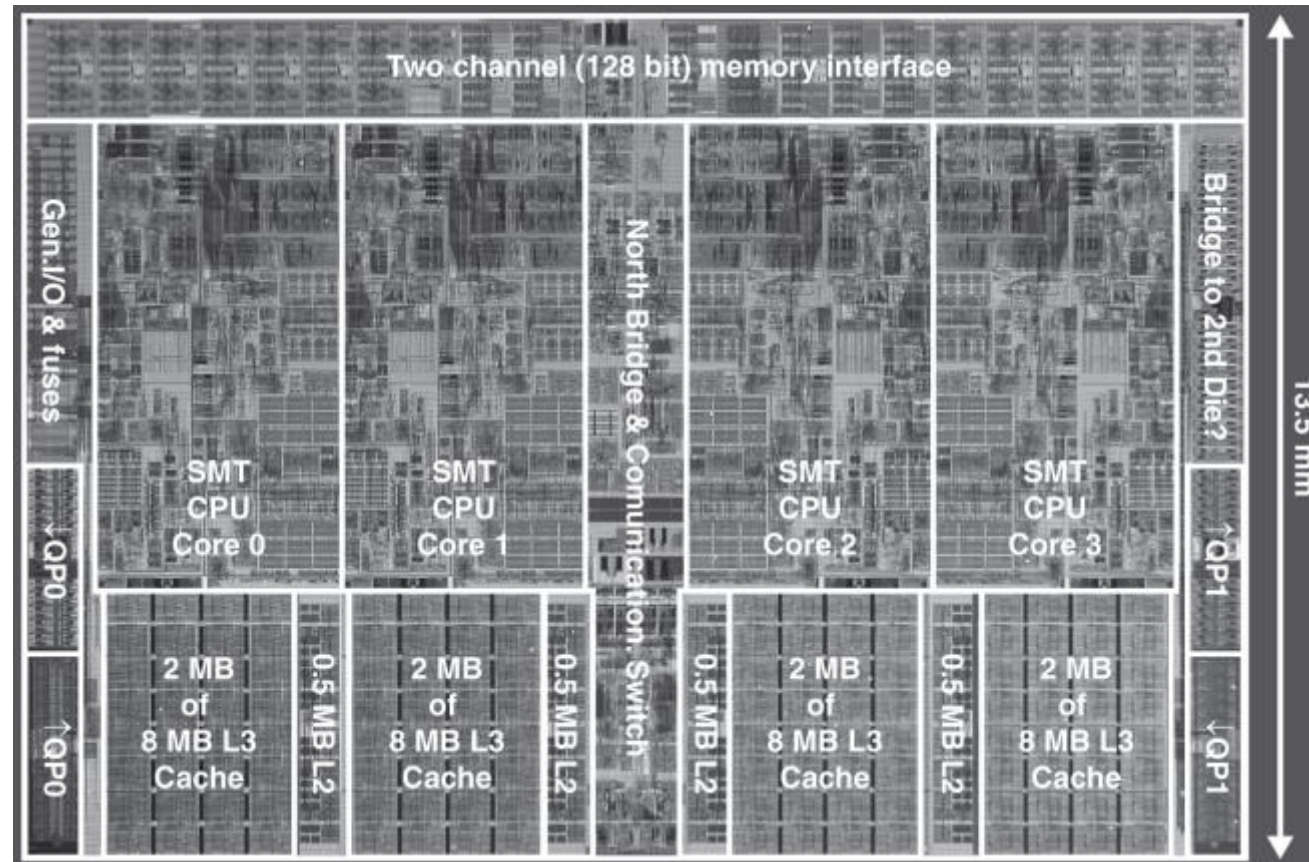 Two channel (128 bit) memory interface
Gen.I/O & fuses
SMT
CPU
Core 0
SMT
CPU
Core 1
North Bridge & Comunication. Switch
SMT
CPU
Core 2
SMT
CPU
Core 3
Bridge to 2nd Die?
13.5 mm
↓QP0
↑QP1
↑QP0
2 MB
of
8 MB L3
Cache
0.5 MB L2
2 MB
of
8 MB L3
Cache
0.5 MB L2
0.5 MB L2
2 MB
of
8 MB L3
Cache
0.5 MB L2
2 MB
of
8 MB L3
Cache
↓QP1